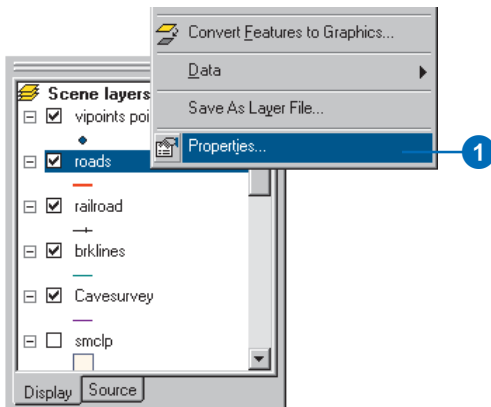 Convert Features to Graphics...
Data
Save As Layer File...
Properties...
1
Scene layers
vipoints poi
roads
railroad
brklines
Cavesurvey
smclp
Display
Source